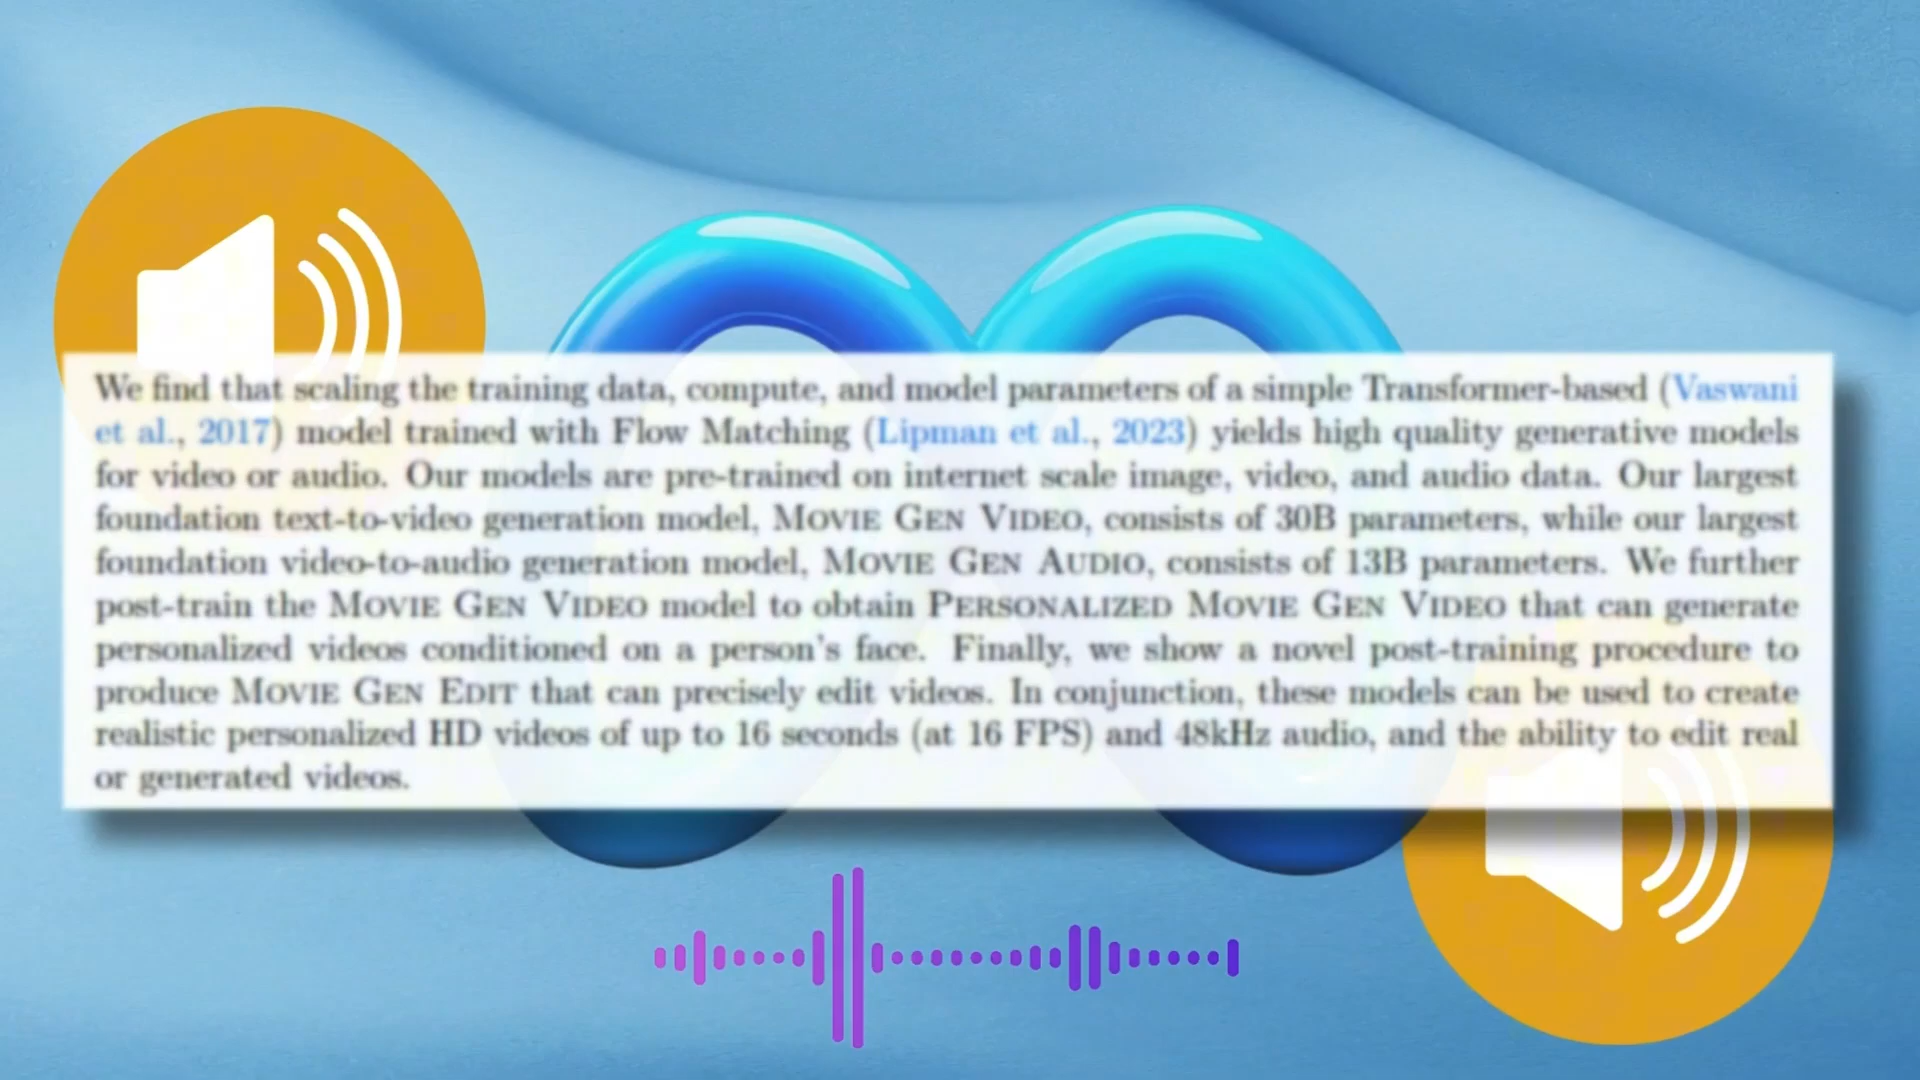 We find that scaling the training data, compute, and model parameters of a simple Transformer-based (Vaswani
et al., 2017) model trained with Flow Matching (Lipman et al., 2023) yields high quality generative models
for video or audio. Our models are pre-trained on internet scale image, video, and audio data. Our largest
foundation text-to-video generation model, MOVIE GEN VIDEO, consists of 30B parameters, while our largest
foundation video-to-audio generation model, MOVIE GEN AUDIO, consists of 13B parameters. We further
post-train the MOVIE GEN VIDEO model to obtain PERSONALIZED MOVIE GEN VIDEO that can generate
personalized videos conditioned on a person's face. Finally, we show a novel post-training procedure to
produce MOVIE GEN EDIT that can precisely edit videos. In conjunction, these models can be used to create
realistic personalized HD videos of up to 16 seconds (at 16 FPS) and 48kHz audio, and the ability to edit real
or generated videos.